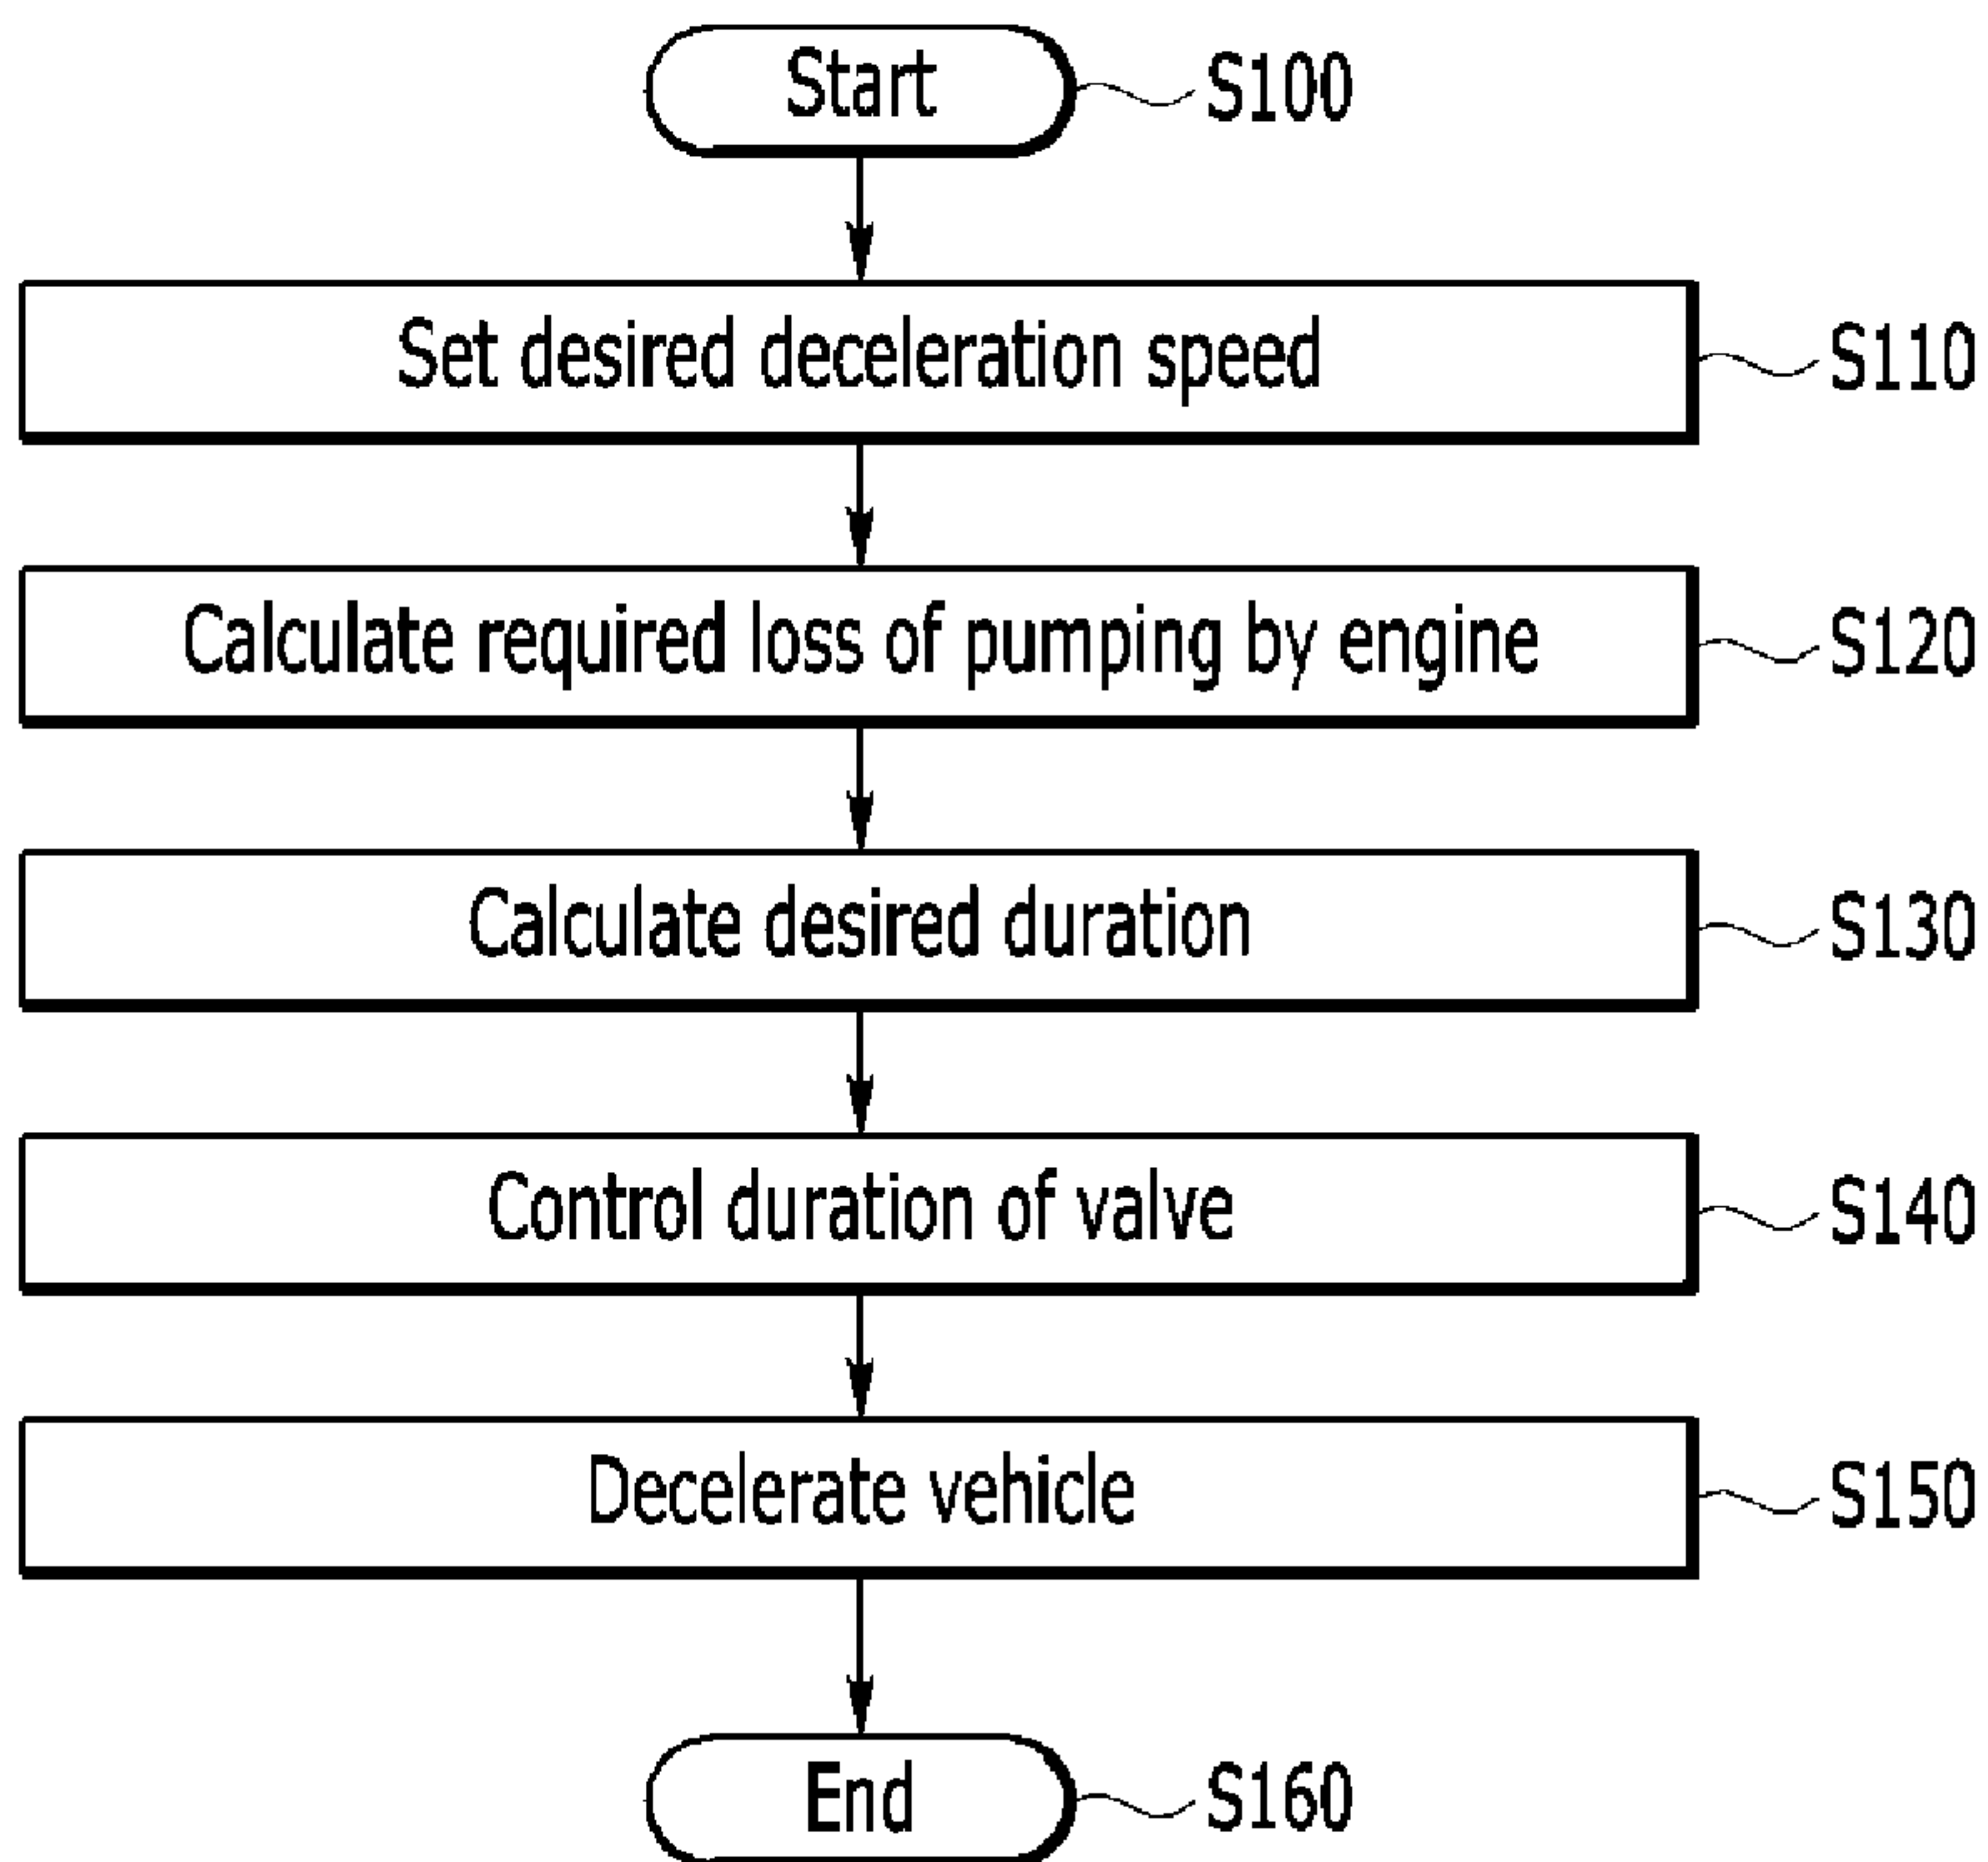 Start S100
Set desired deceleration speed S110
Calculate required loss of pumping by engine S120
Calculate desired duration S130
Control duration of valve S140
Decelerate vehicle S150
End S160